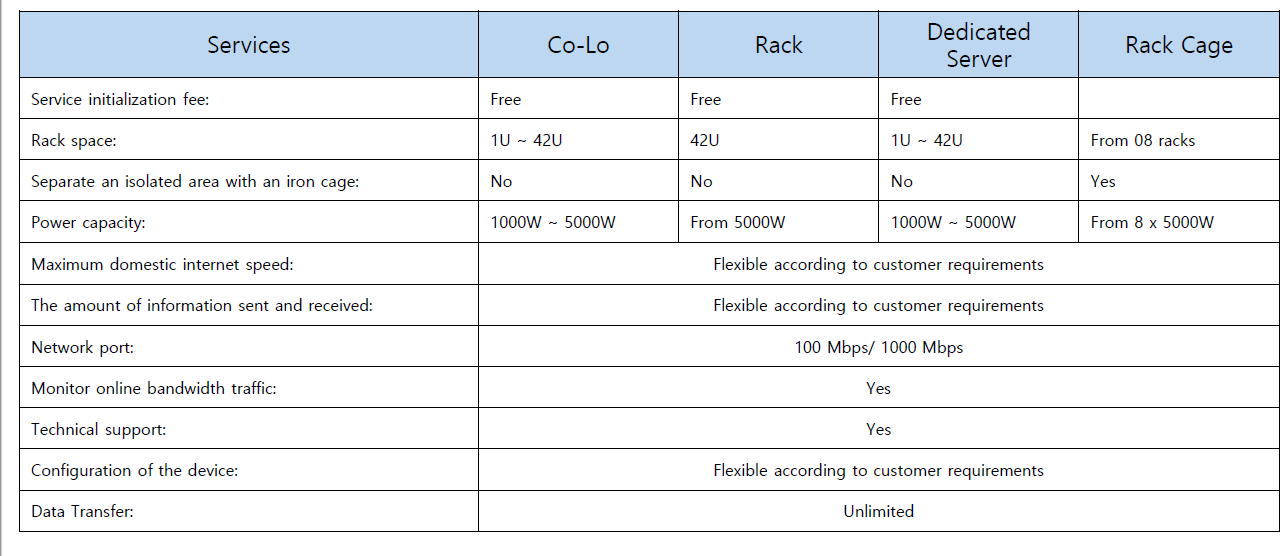 Services Co-Lo Rack Dedicated Server Rack Cage
Service initialization fee: Free Free Free
Rack space: 1U ~ 42U 42U 1U ~ 42U From 08 racks
Separate an isolated area with an iron cage: No No No Yes
Power capacity: 1000W ~ 5000W From 5000W 1000W ~ 5000W From 8 x 5000W
Maximum domestic internet speed: Flexible according to customer requirements
The amount of information sent and received: Flexible according to customer requirements
Network port: 100 Mbps/ 1000 Mbps
Monitor online bandwidth traffic: Yes
Technical support: Yes
Configuration of the device: Flexible according to customer requirements
Data Transfer: Unlimited